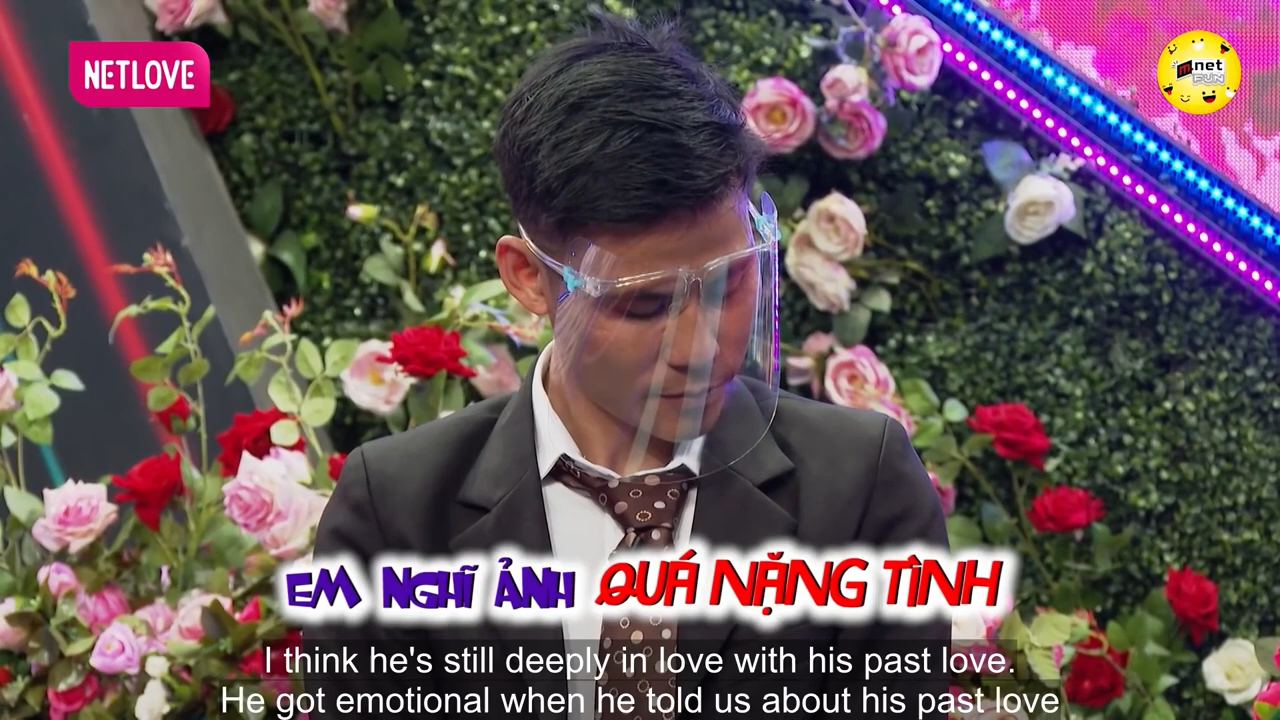 NETLOVE
mnet
FUN
EM NGHĨ ẢNH QUÁ NẶNG TÌNH
I think he's still deeply in love with his past love.
He got emotional when he told us about his past love